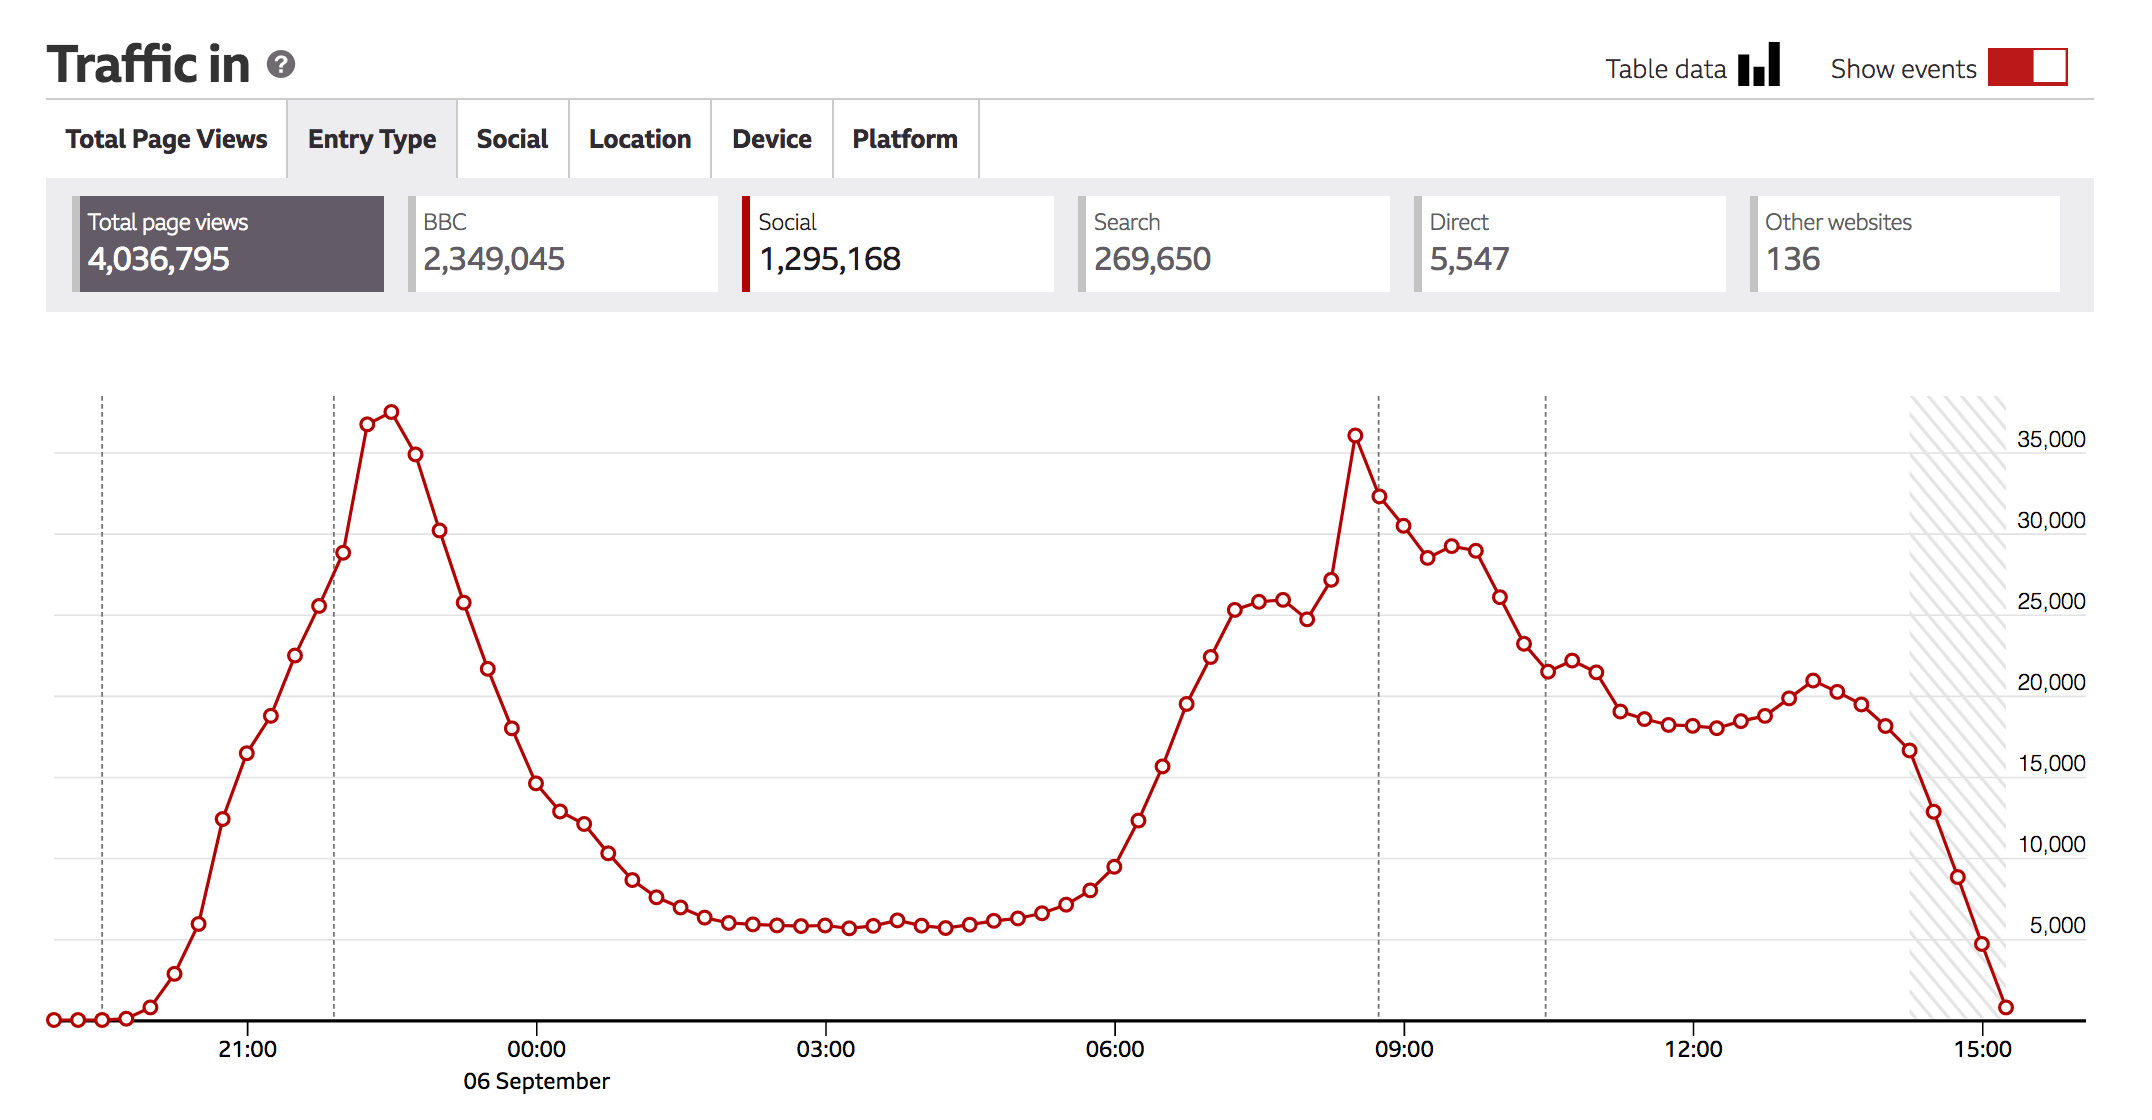 Traffic in ?
Table data
Show events
Total Page Views
Entry Type
Social
Location
Device
Platform
Total page views
4,036,795
BBC
2,349,045
Social
1,295,168
Search
269,650
Direct
5,547
Other websites
136
35,000
30,000
25,000
20,000
15,000
10,000
5,000
21:00
00:00
03:00
06:00
09:00
12:00
15:00
06 September